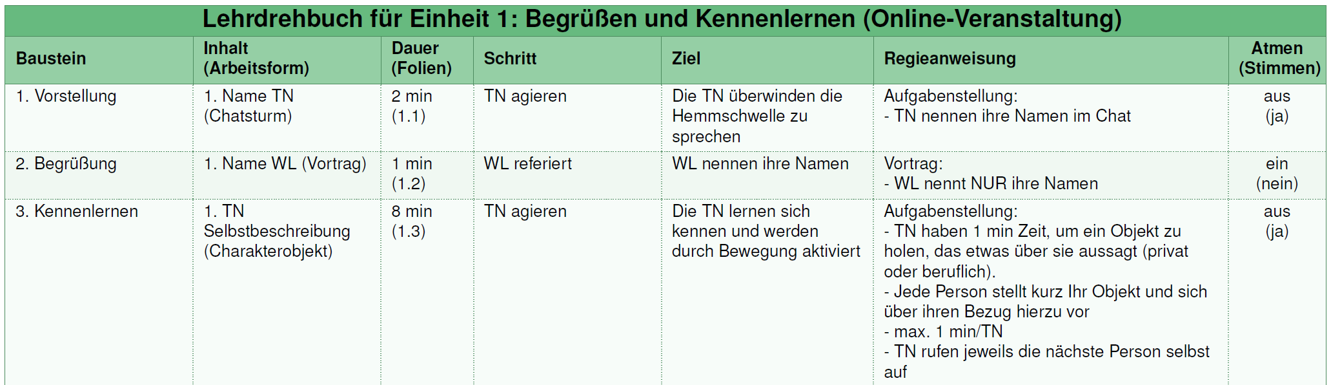 Lehrdrehbuch für Einheit 1: Begrüßen und Kennenlernen (Online-Veranstaltung)
Baustein
Inhalt
(Arbeitsform)
Dauer
(Folien)
Schritt
Ziel
Regieanweisung
Atmen
(Stimmen)
1. Vorstellung
1. Name TN
(Chatsturm)
2 min
(1.1)
TN agieren
Die TN überwinden die
Hemmschwelle zu
sprechen
Aufgabenstellung:
- TN nennen ihre Namen im Chat
aus
(ja)
2. Begrüßung
1. Name WL (Vortrag)
1 min
(1.2)
WL referiert
WL nennen ihre Namen
Vortrag:
- WL nennt NUR ihre Namen
ein
(nein)
3. Kennenlernen
1. TN
Selbstbeschreibung
(Charakterobjekt)
8 min
(1.3)
TN agieren
Die TN lernen sich
kennen und werden
durch Bewegung aktiviert
Aufgabenstellung:
- TN haben 1 min Zeit, um ein Objekt zu
holen, das etwas über sie aussagt (privat
oder beruflich).
- Jede Person stellt kurz Ihr Objekt und sich
über ihren Bezug hierzu vor
- max. 1 min/TN
- TN rufen jeweils die nächste Person selbst
auf
aus
(ja)